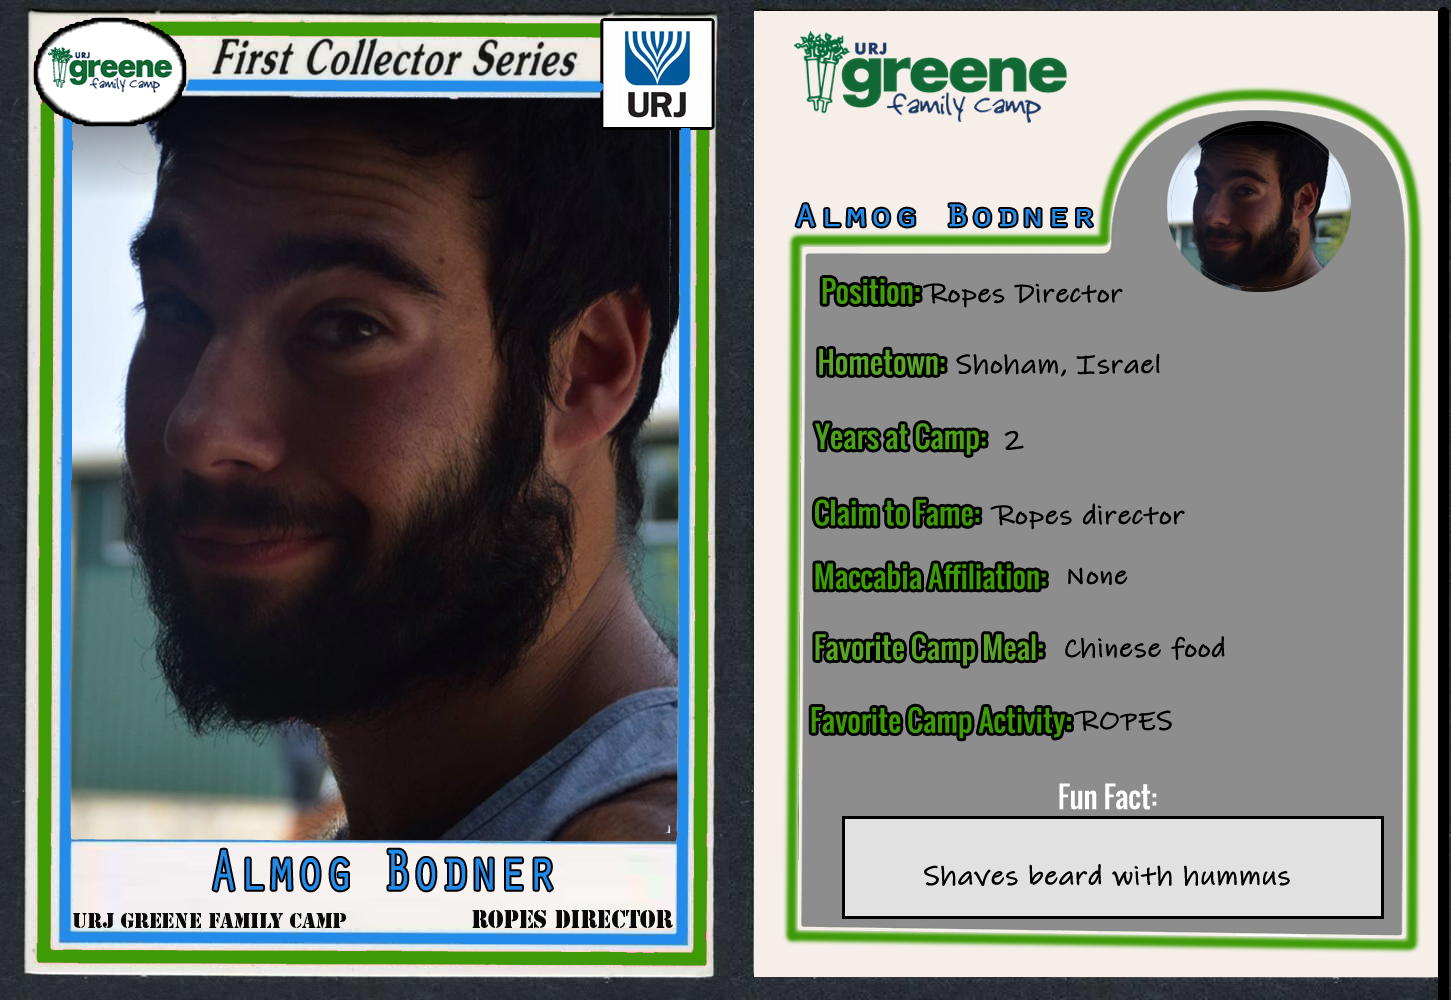 URJ
greene
family camp
First Collector Series
URJ
ALMOG BODNER
URJ GREENE FAMILY CAMP
ROPES DIRECTOR
URJ
greene
family camp
ALMOG BODNER
Position: Ropes Director
Hometown: Shoham, Israel
Years at Camp: 2
Claim to Fame: Ropes director
Maccabia Affiliation: None
Favorite Camp Meal: Chinese food
Favorite Camp Activity: ROPES
Fun Fact:
Shaves beard with hummus